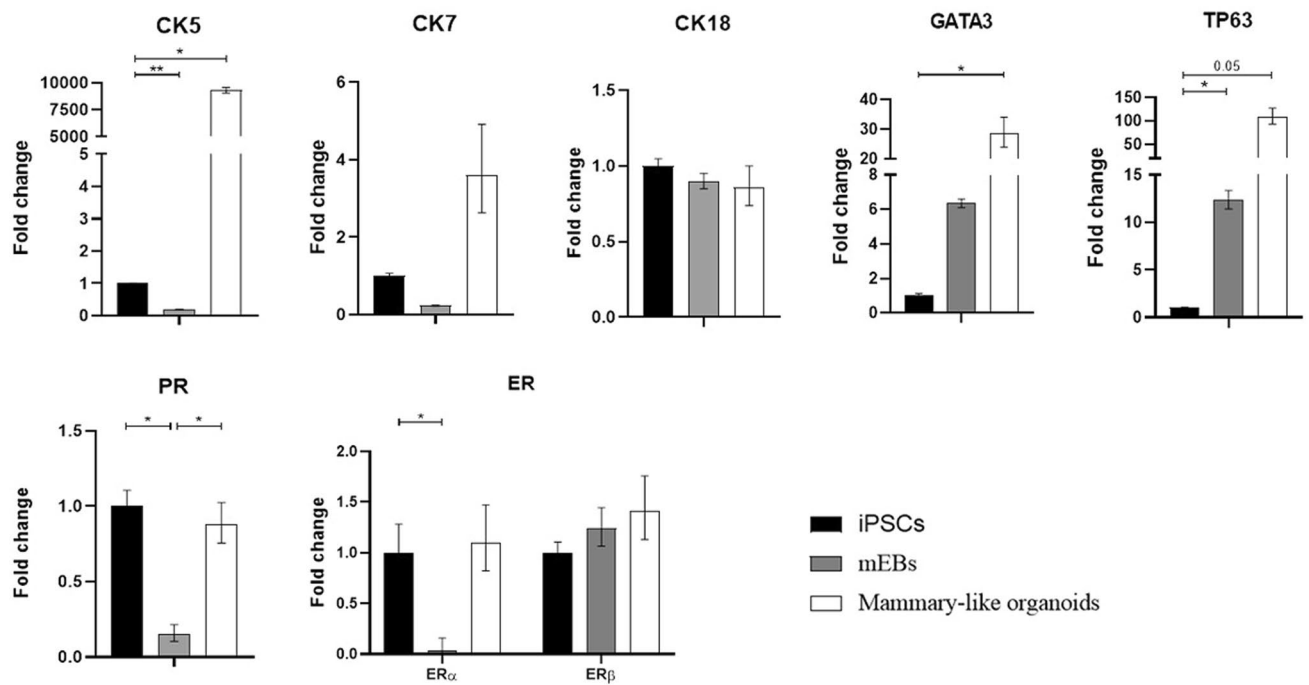 CK5
CK7
CK18
GATA3
TP63
*
**
10000
7500
5000
5
4
3
2
1
0
Fold change
6
4
2
0
Fold change
1.5
1.0
0.5
0.0
Fold change
*
40
30
20
8
6
4
2
0
Fold change
0.05
*
150
100
50
15
10
5
0
Fold change
PR
ER
* *
1.5
1.0
0.5
0.0
Fold change
*
2.0
1.5
1.0
0.5
0.0
Fold change
ERα ERβ
iPSCs
mEBs
Mammary-like organoids